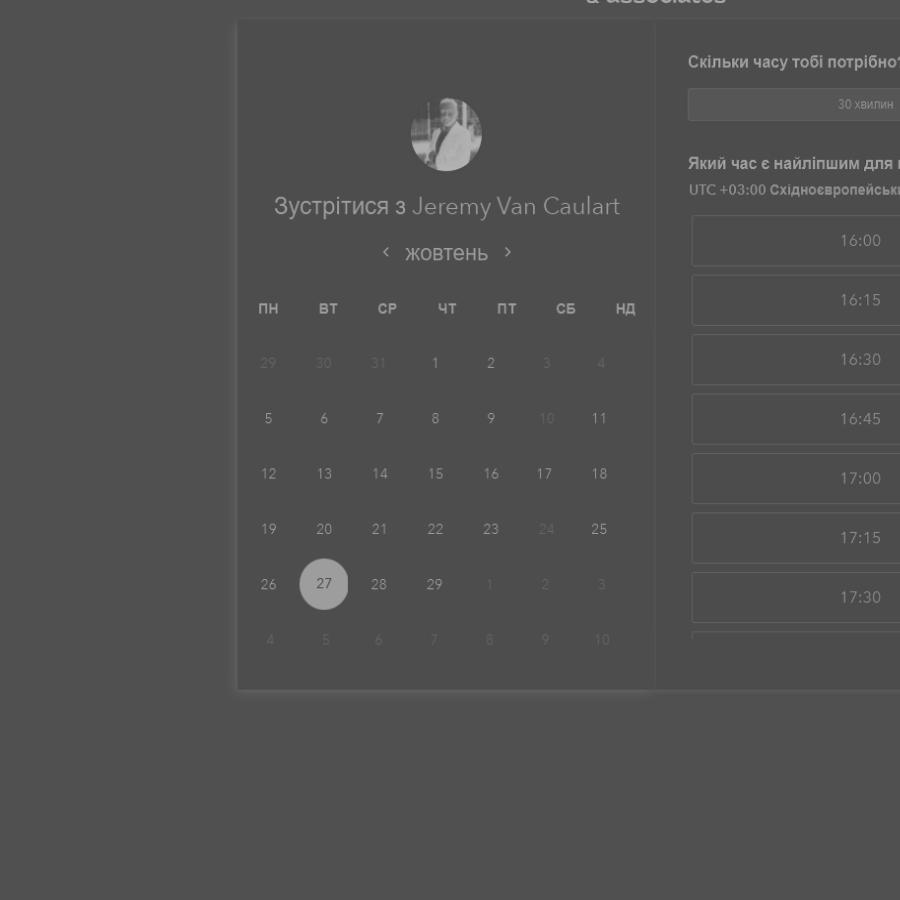 & associates
Зустрітися з Jeremy Van Caulart
‹ жовтень ›
ПН ВТ СР ЧТ ПТ СБ НД
29 30 31 1 2 3 4
5 6 7 8 9 10 11
12 13 14 15 16 17 18
19 20 21 22 23 24 25
26 27 28 29 1 2 3
4 5 6 7 8 9 10
Скільки часу тобі потрібно?
30 хвилин
Який час є найліпшим для
UTC +03:00
16:00
16:15
16:30
16:45
17:00
17:15
17:30